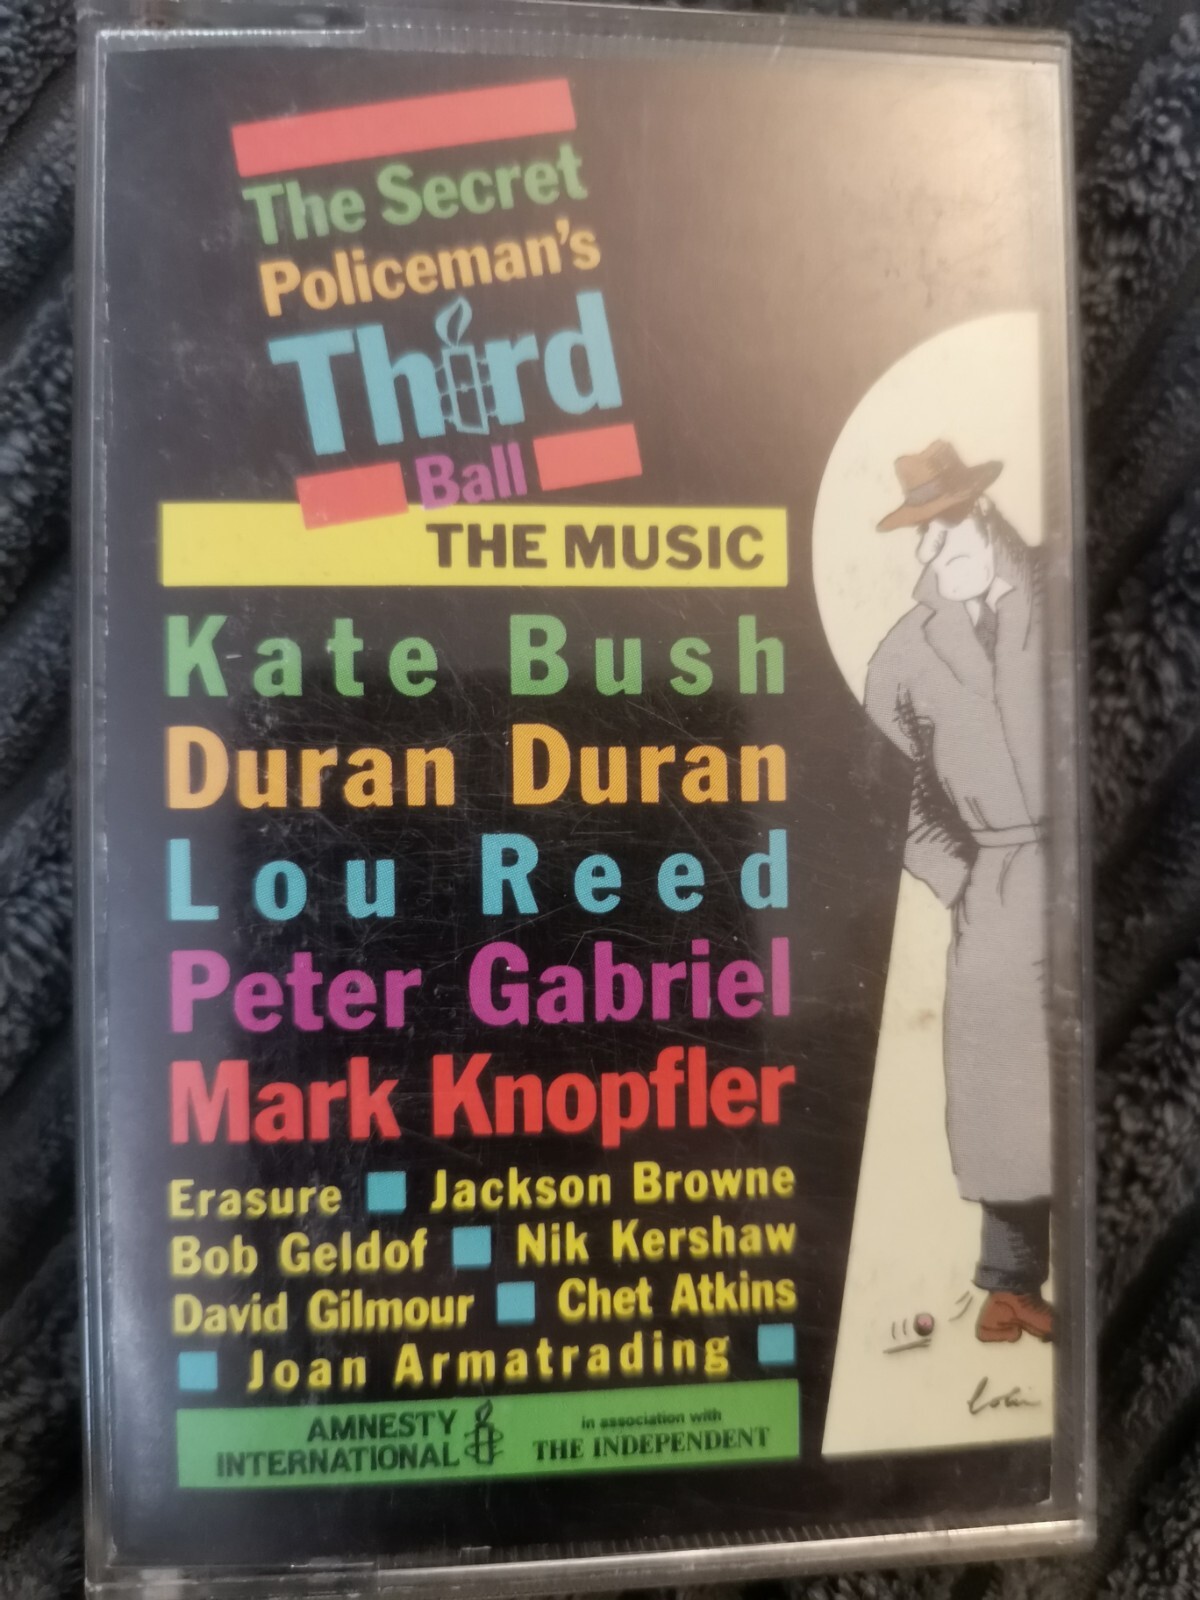 The Secret
Policeman's
Third
Ball
THE MUSIC
Kate Bush
Duran Duran
Lou Reed
Peter Gabriel
Mark Knopfler
Erasure Jackson Browne
Bob Geldof Nik Kershaw
David Gilmour Chet Atkins
Joan Armatrading
AMNESTY
INTERNATIONAL
in association with
THE INDEPENDENT